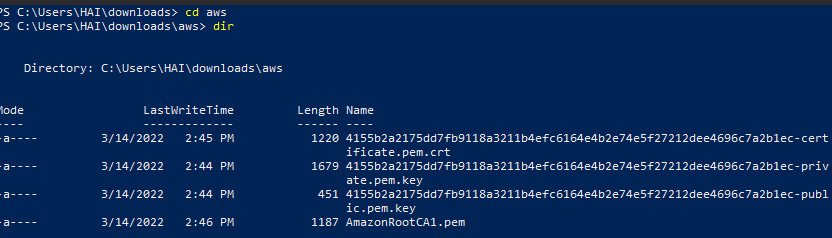 PS C:\Users\HAI\downloads> cd aws
PS C:\Users\HAI\downloads\aws> dir
Directory: C:\Users\HAI\downloads\aws
Mode LastWriteTime Length Name
---- ------------- ------ ----
-a---- 3/14/2022 2:45 PM 1220 4155b2a2175dd7fb9118a3211b4efc6164e4b2e74e5f27212dee4696c7a2b1ec-cert
ificate.pem.crt
-a---- 3/14/2022 2:44 PM 1679 4155b2a2175dd7fb9118a3211b4efc6164e4b2e74e5f27212dee4696c7a2b1ec-priv
ate.pem.key
-a---- 3/14/2022 2:44 PM 451 4155b2a2175dd7fb9118a3211b4efc6164e4b2e74e5f27212dee4696c7a2b1ec-publ
ic.pem.key
-a---- 3/14/2022 2:46 PM 1187 AmazonRootCA1.pem